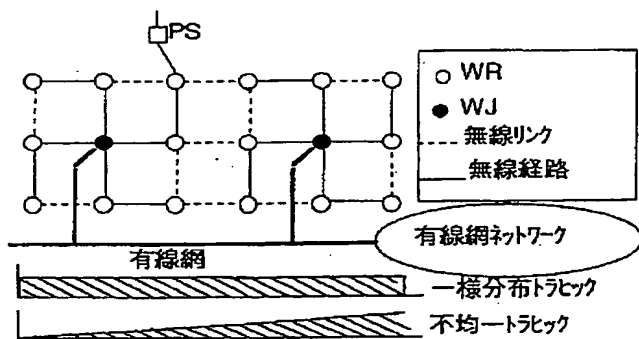 PS
WR
WJ
無線リンク
無線経路
有線網ネットワーク
有線網
一様分布トラヒック
不均一トラヒック